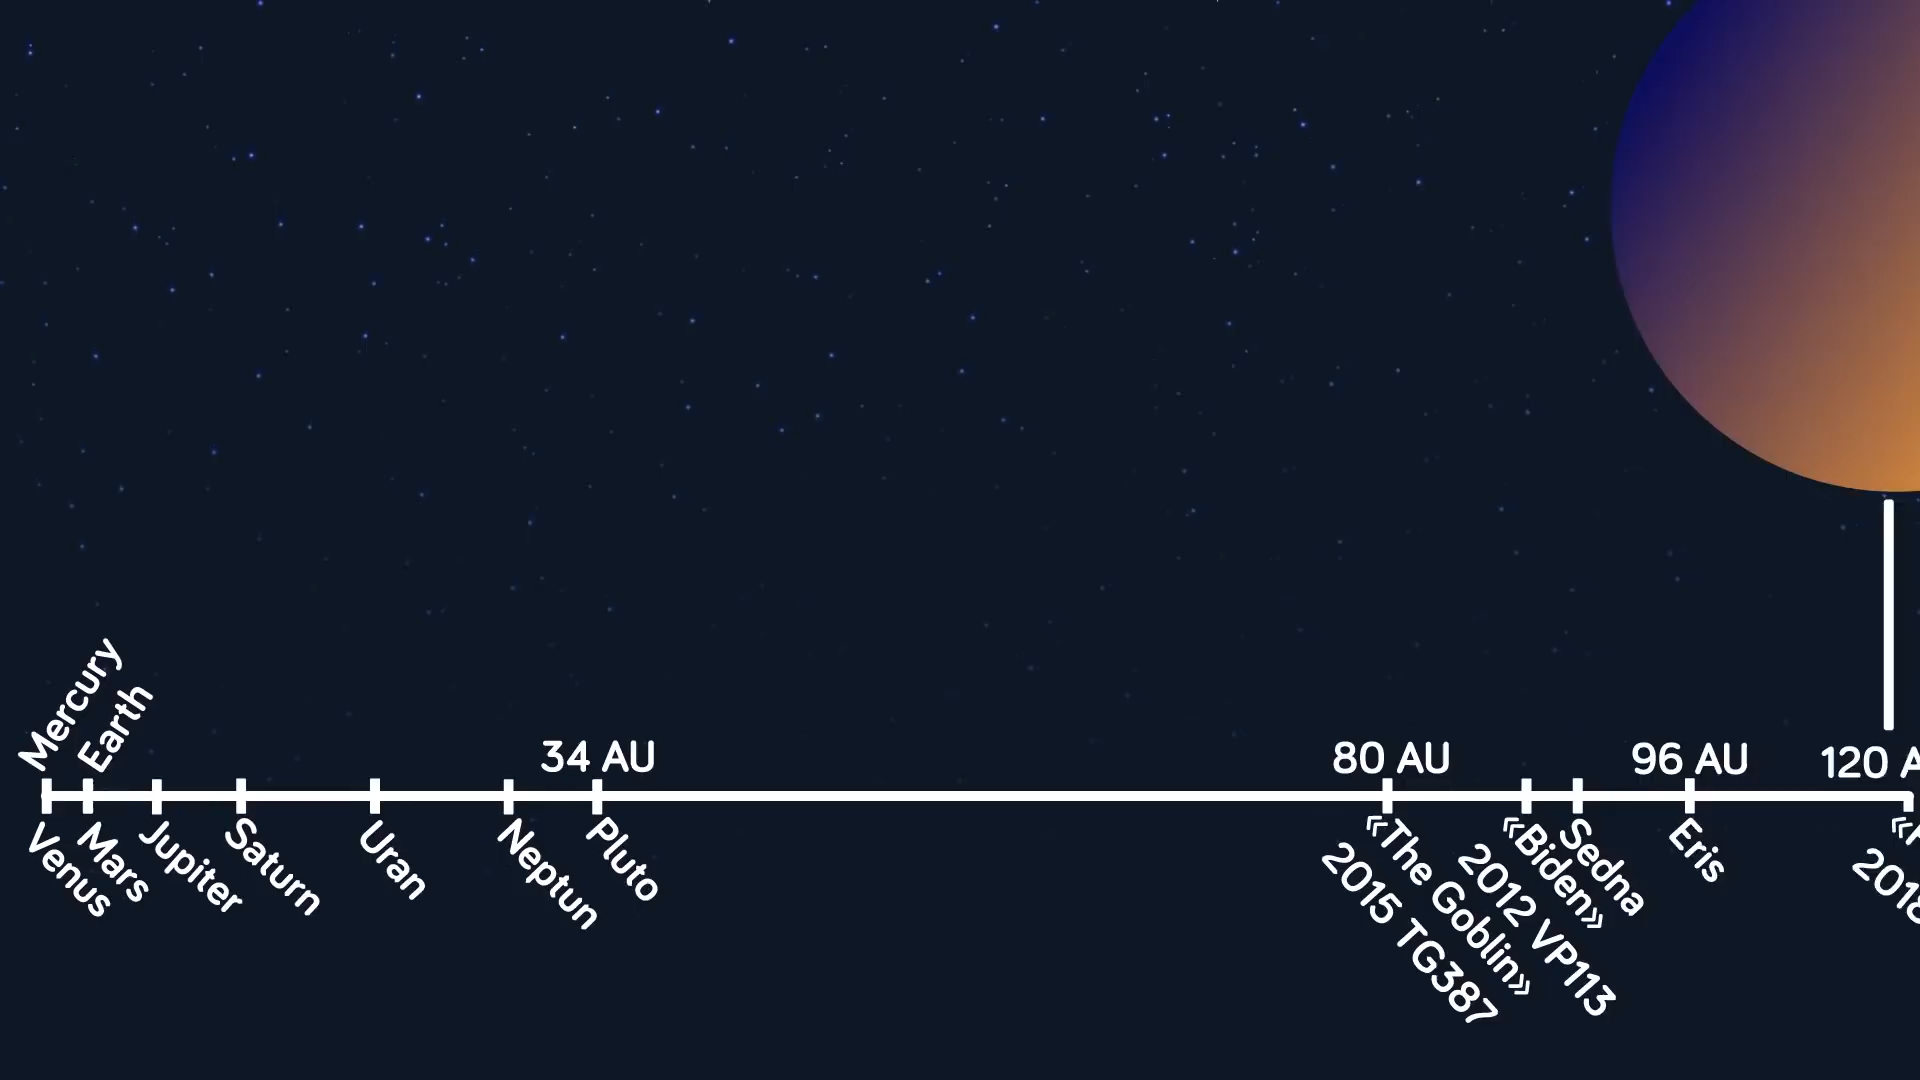 Mercury
Earth
34 AU
80 AU
96 AU
120
Venus
Mars
Jupiter
Saturn
Uran
Neptun
Pluto
«The Goblin»
2015 TG387
«Biden»
2012 VP113
Sedna
Eris
2018